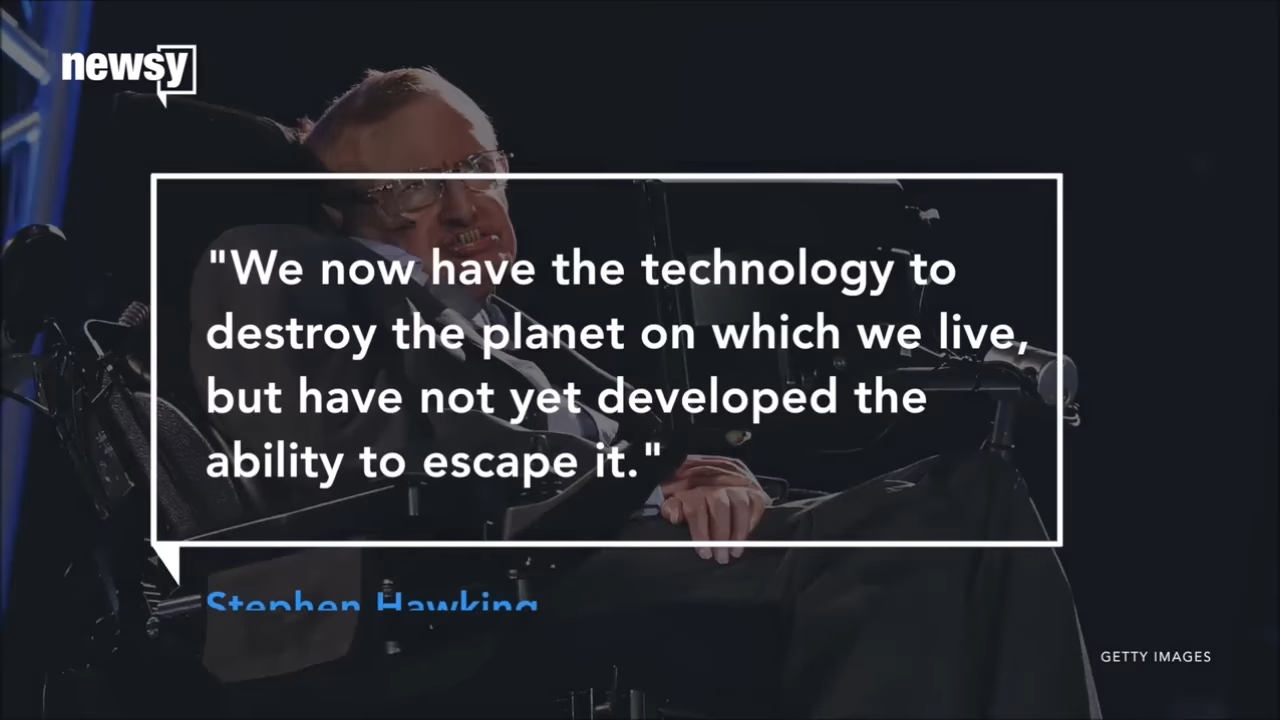 newsy
"We now have the technology to
destroy the planet on which we live,
but have not yet developed the
ability to escape it."
Stephen Hawking
GETTY IMAGES